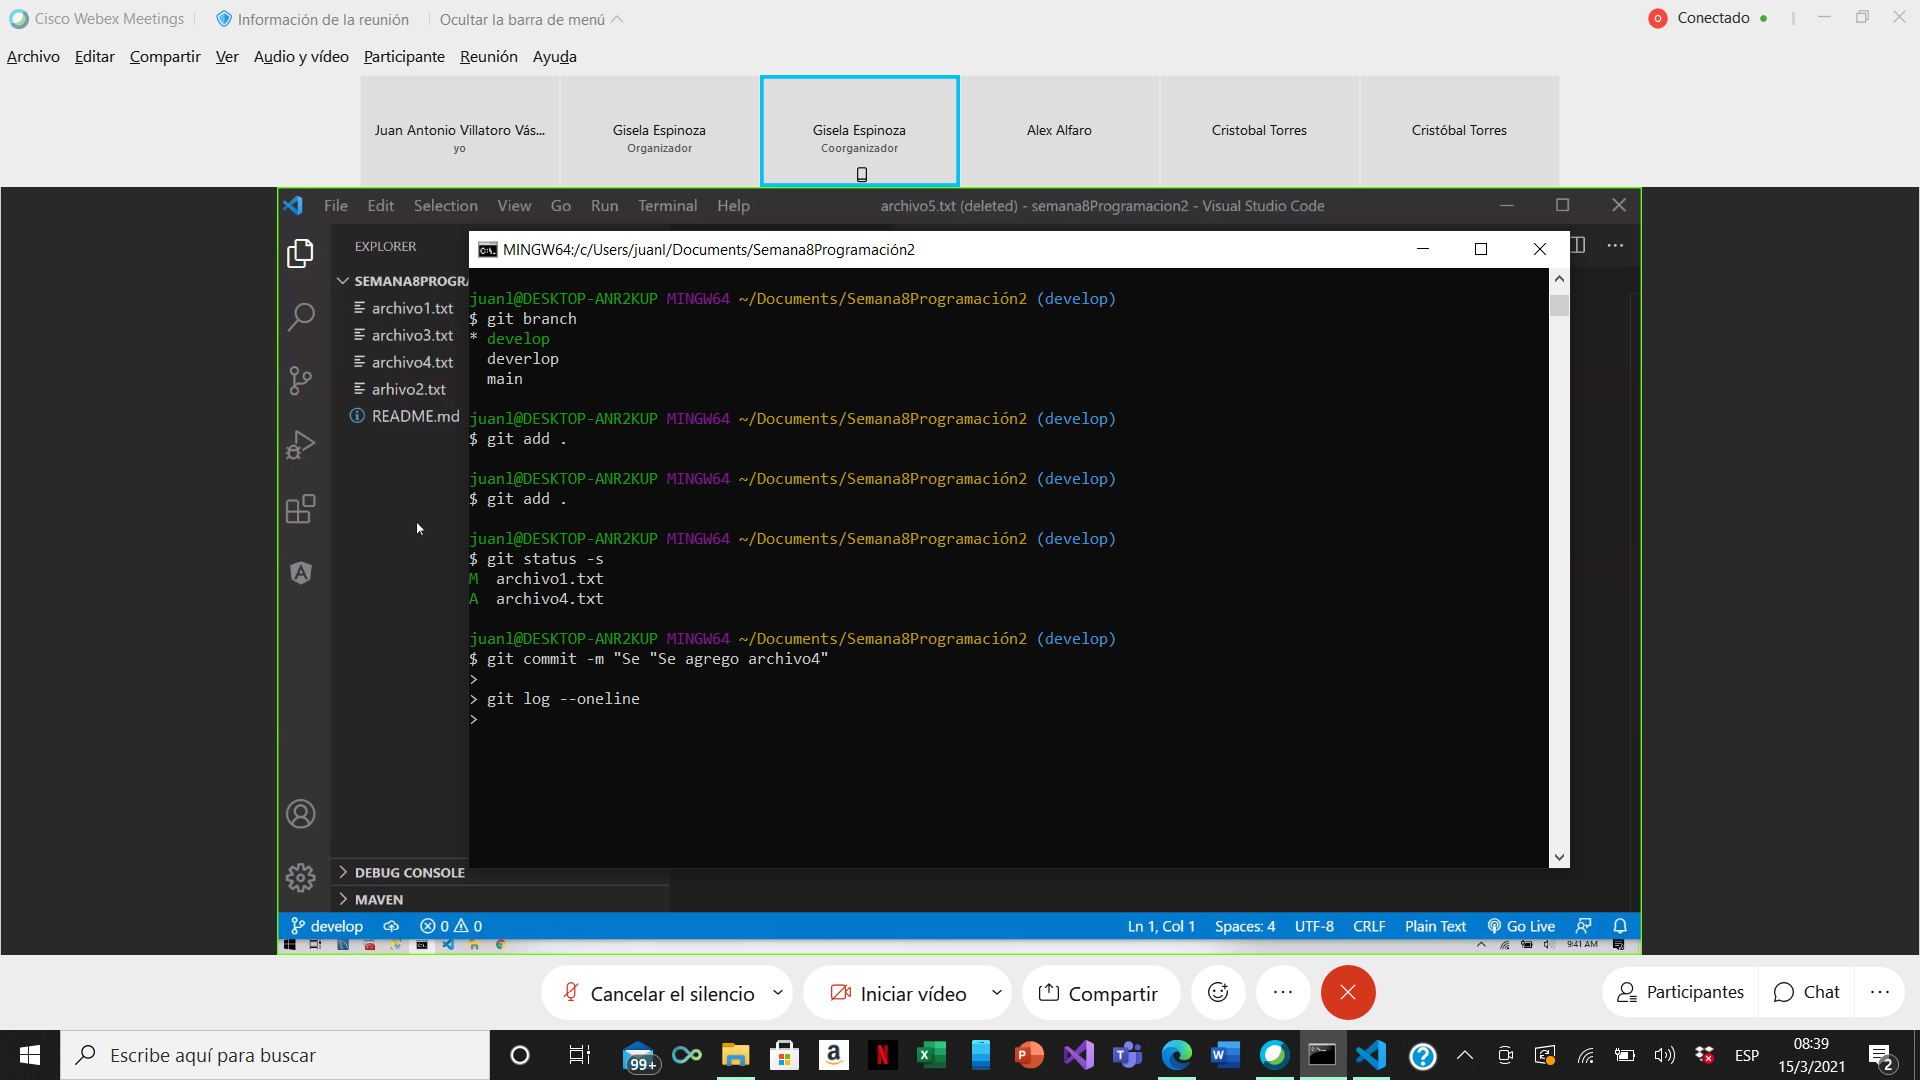 Cisco Webex Meetings
Información de la reunión
Ocultar la barra de menú
Conectado
Archivo Editar Compartir Ver Audio y vídeo Participante Reunión Ayuda
Juan Antonio Villatoro Vás...
yo
Gisela Espinoza
Organizador
Gisela Espinoza
Coorganizador
Alex Alfaro
Cristobal Torres
Cristóbal Torres
File Edit Selection View Go Run Terminal Help
archivo5.txt (deleted) - semana8Programacion2 - Visual Studio Code
EXPLORER
SEMANA8PROGRA
archivo1.txt
archivo3.txt
archivo4.txt
arhivo2.txt
README.md
DEBUG CONSOLE
MAVEN
MINGW64:/c/Users/juanl/Documents/Semana8Programación2
juanl@DESKTOP-ANR2KUP MINGW64 ~/Documents/Semana8Programación2 (develop)
$ git branch
* develop
deverlop
main
juanl@DESKTOP-ANR2KUP MINGW64 ~/Documents/Semana8Programación2 (develop)
$ git add .
juanl@DESKTOP-ANR2KUP MINGW64 ~/Documents/Semana8Programación2 (develop)
$ git add .
juanl@DESKTOP-ANR2KUP MINGW64 ~/Documents/Semana8Programación2 (develop)
$ git status -s
M archivo1.txt
A archivo4.txt
juanl@DESKTOP-ANR2KUP MINGW64 ~/Documents/Semana8Programación2 (develop)
$ git commit -m "Se "Se agrego archivo4"
>
> git log --oneline
>
develop 0 0
Ln 1, Col 1 Spaces: 4 UTF-8 CRLF Plain Text Go Live
9:41 AM
Cancelar el silencio
Iniciar vídeo
Compartir
Participantes
Chat
Escribe aquí para buscar
99+
ESP
08:39
15/3/2021
2